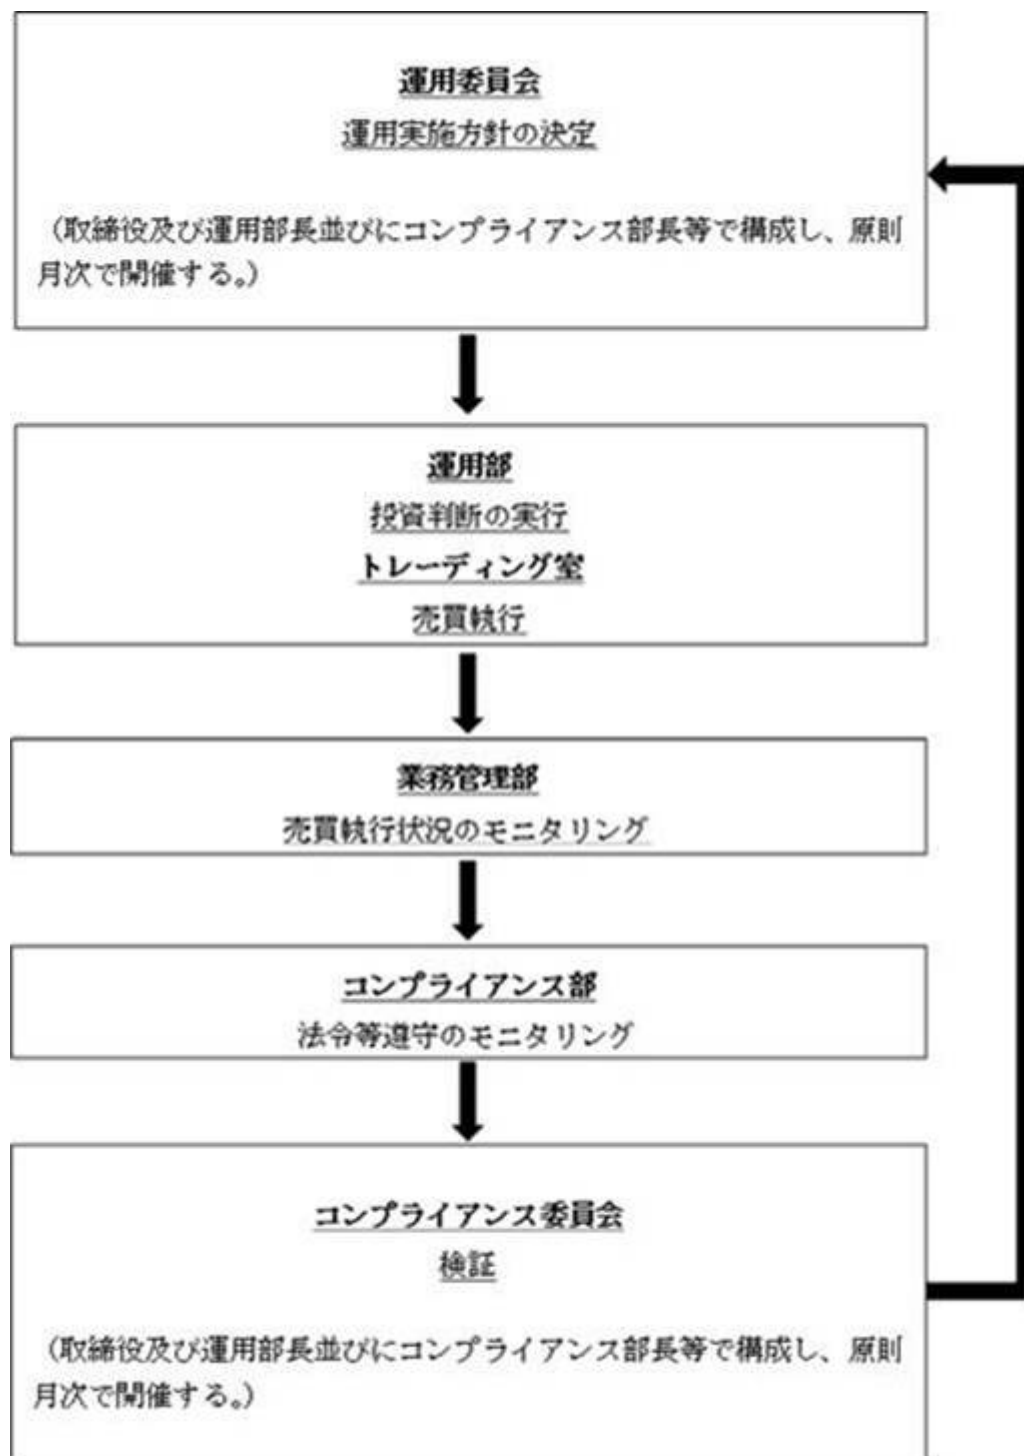 運用委員会
運用実施方針の決定
（取締役及び運用部長並びにコンプライアンス部長等で構成し、原則
月次で開催する。）
運用部
投資判断の実行
トレーディング室
売買執行
業務管理部
売買執行状況のモニタリング
コンプライアンス部
法令等遵守のモニタリング
コンプライアンス委員会
検証
（取締役及び運用部長並びにコンプライアンス部長等で構成し、原則
月次で開催する。）